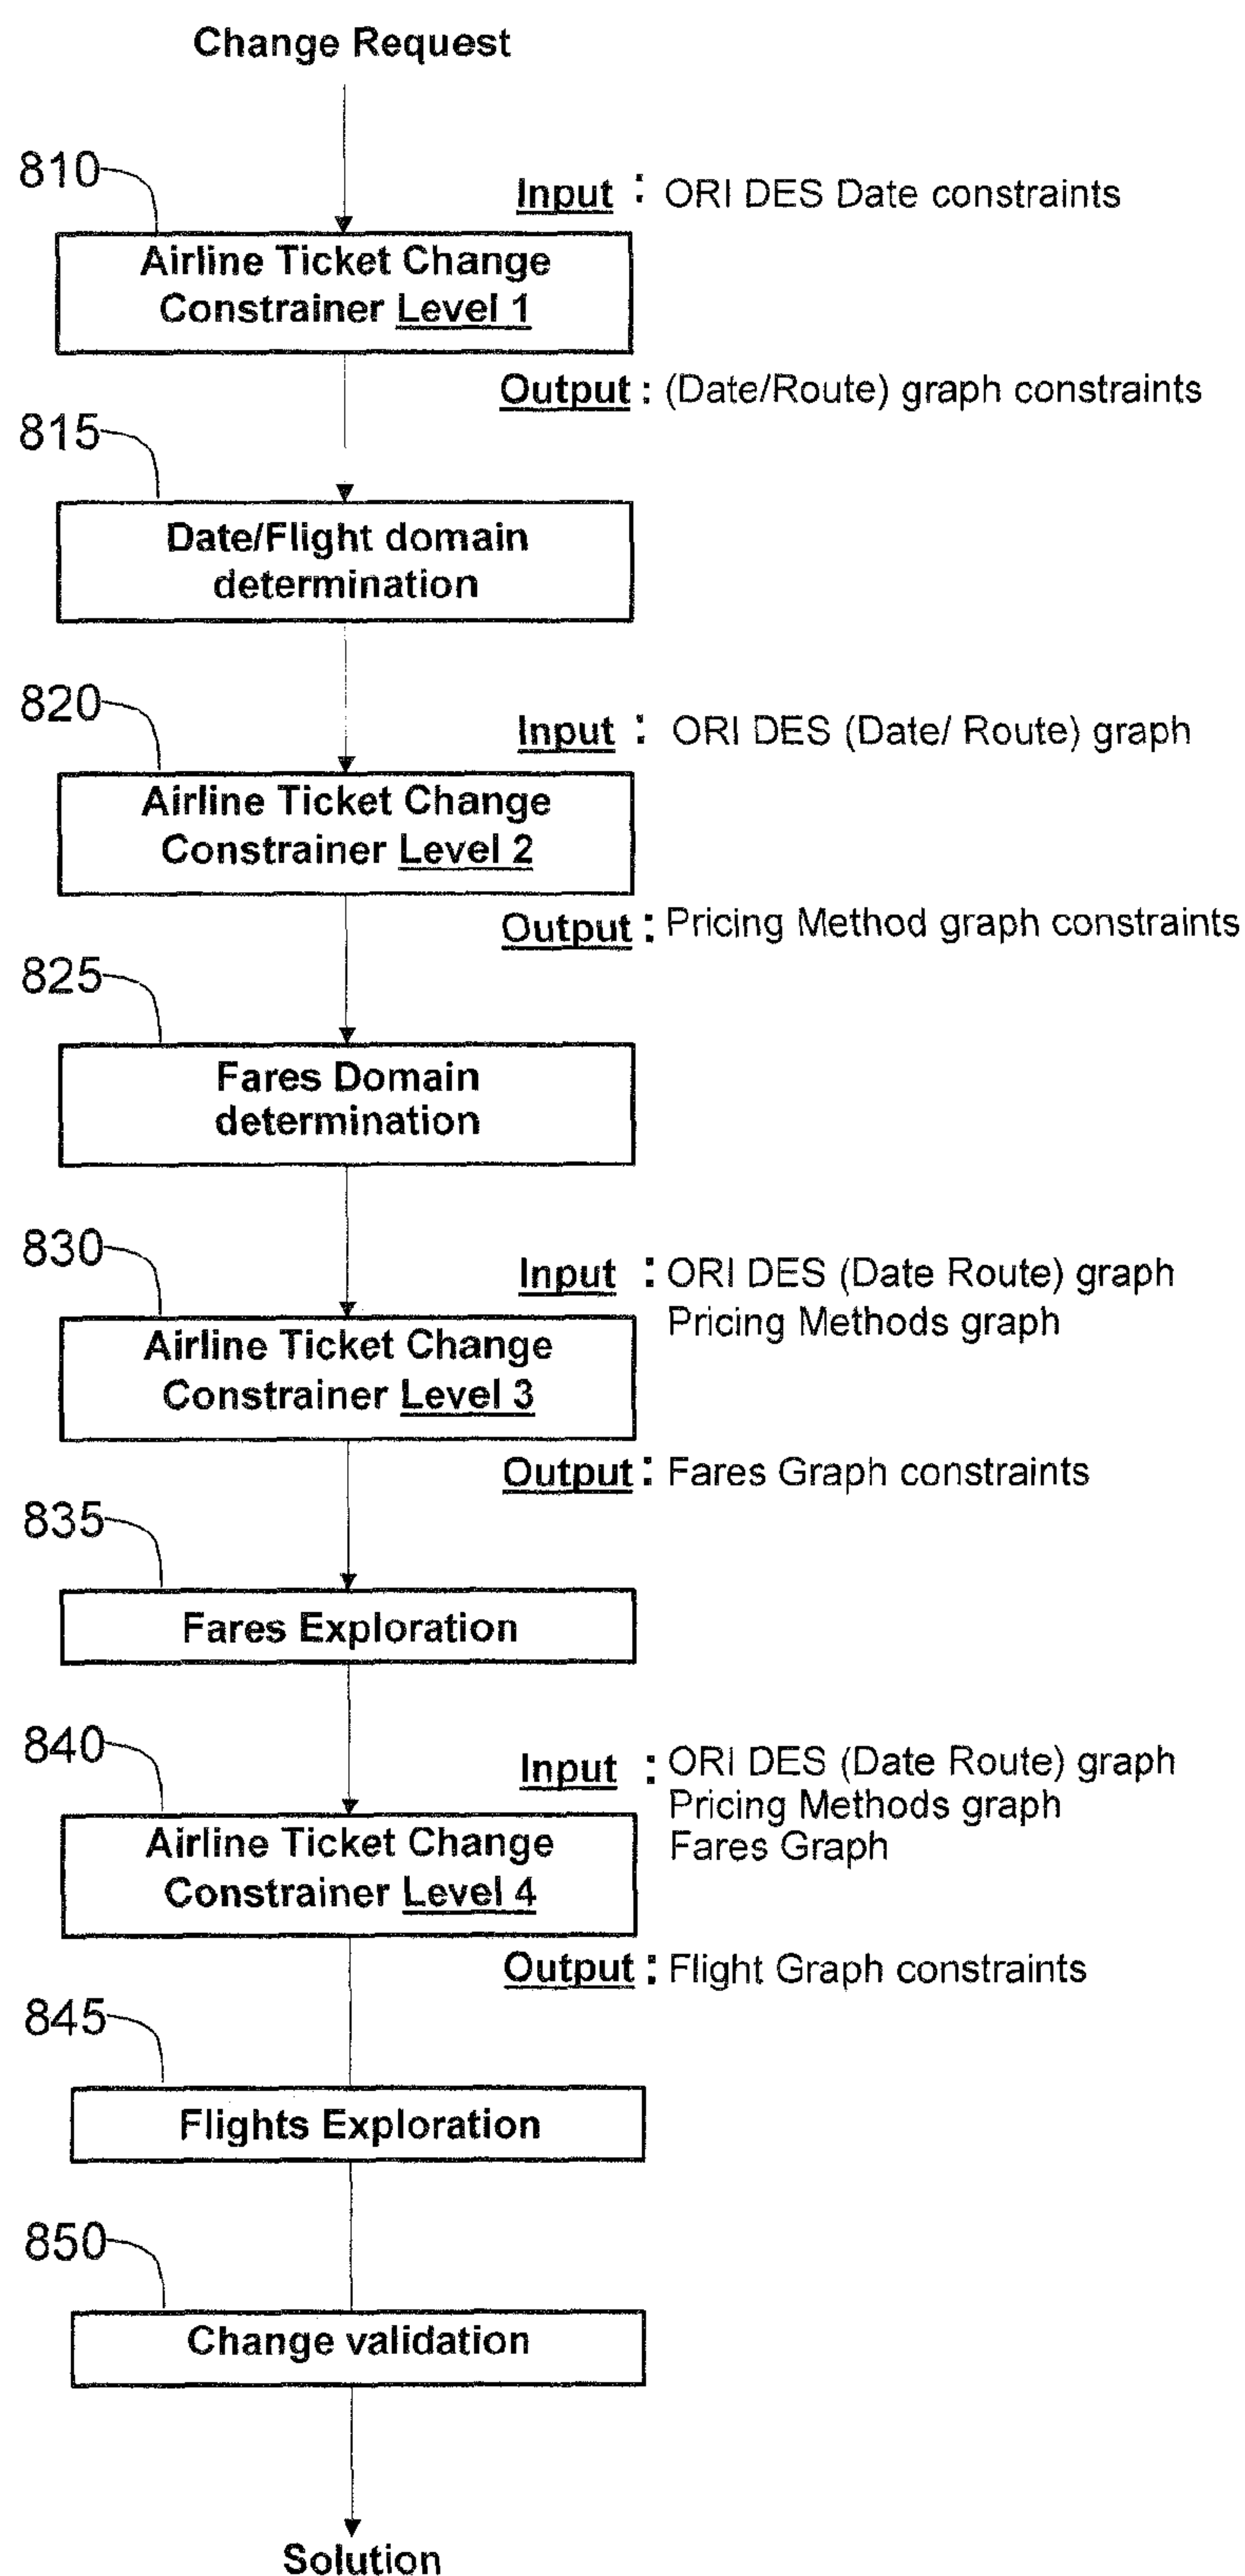 Change Request
810
Input : ORI DES Date constraints
Airline Ticket Change
Constrainer Level 1
Output : (Date/Route) graph constraints
815
Date/Flight domain
determination
820
Input : ORI DES (Date/ Route) graph
Airline Ticket Change
Constrainer Level 2
Output : Pricing Method graph constraints
825
Fares Domain
determination
830
Input : ORI DES (Date Route) graph
Pricing Methods graph
Airline Ticket Change
Constrainer Level 3
Output : Fares Graph constraints
835
Fares Exploration
840
Input : ORI DES (Date Route) graph
Pricing Methods graph
Fares Graph
Airline Ticket Change
Constrainer Level 4
Output : Flight Graph constraints
845
Flights Exploration
850
Change validation
Solution